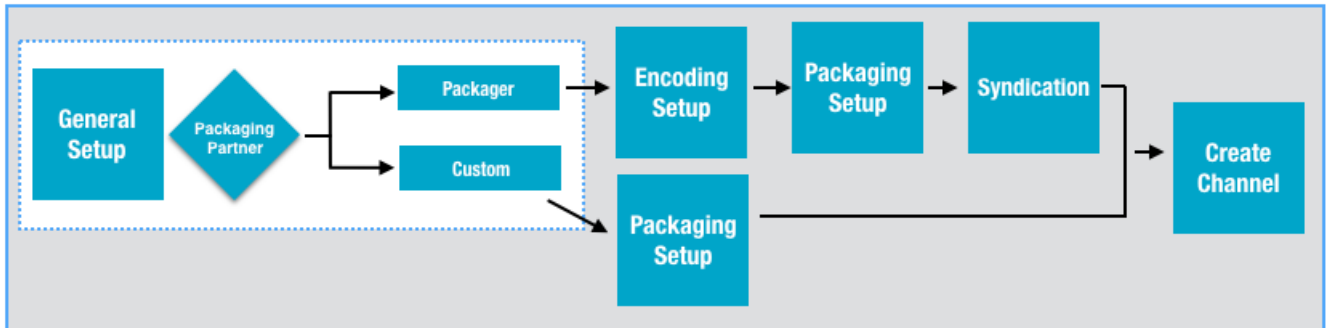 General
Setup
Packaging
Partner
Packager
Custom
Encoding
Setup
Packaging
Setup
Syndication
Packaging
Setup
Create
Channel